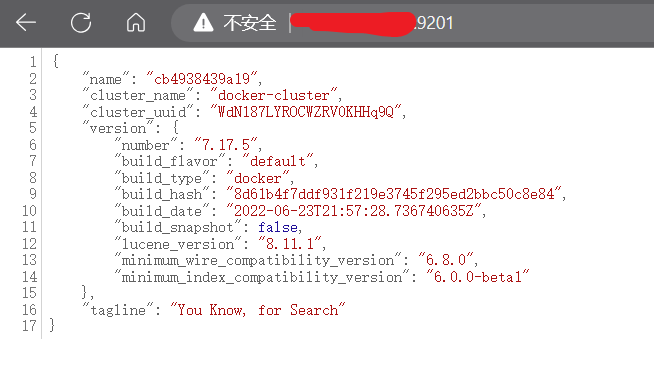 不安全 | :9201
1 {
2 "name": "cb4938439a19",
3 "cluster_name": "docker-cluster",
4 "cluster_uuid": "WdN187LYROCWZRV0KHHq9Q",
5 "version": {
6 "number": "7.17.5",
7 "build_flavor": "default",
8 "build_type": "docker",
9 "build_hash": "8d61b4f7ddf931f219e3745f295ed2bbc50c8e84",
10 "build_date": "2022-06-23T21:57:28.736740635Z",
11 "build_snapshot": false,
12 "lucene_version": "8.11.1",
13 "minimum_wire_compatibility_version": "6.8.0",
14 "minimum_index_compatibility_version": "6.0.0-beta1"
15 },
16 "tagline": "You Know, for Search"
17 }